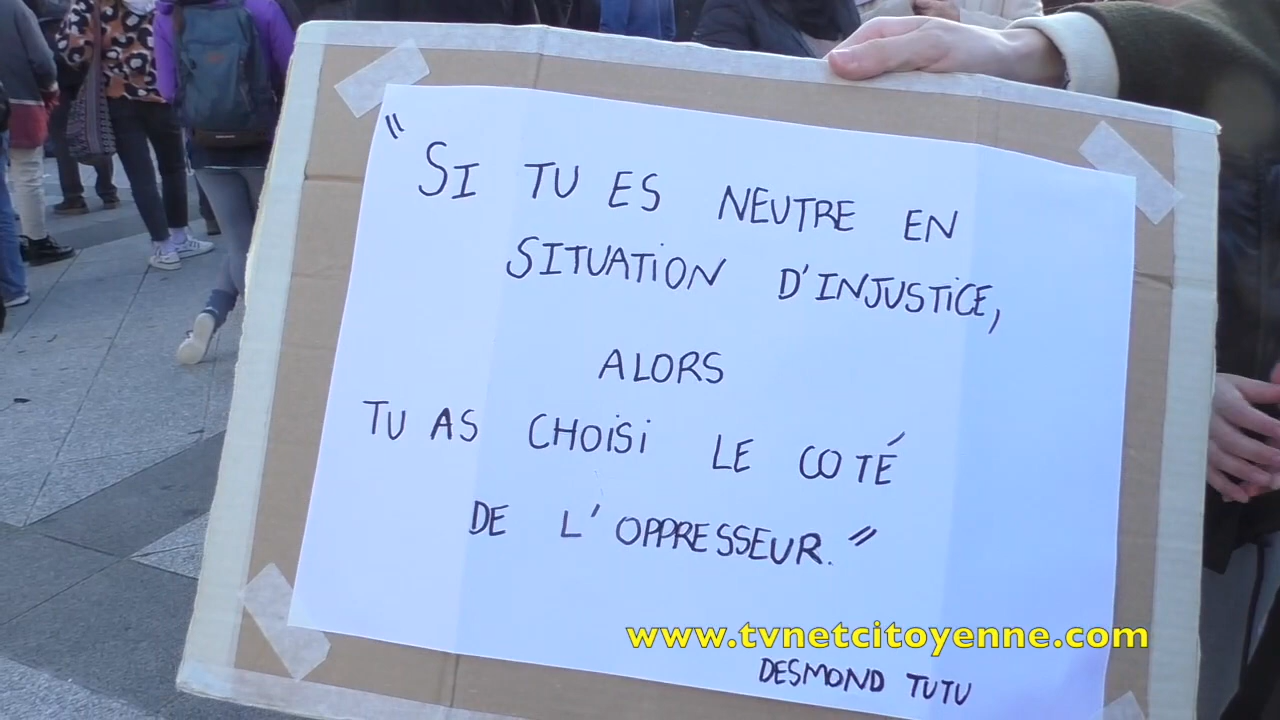 "SI TU ES NEUTRE EN
SITUATION D'INJUSTICE,
ALORS
TU AS CHOISI LE COTÉ
DE L'OPPRESSEUR."
www.tvnetcitoyenne.com
DESMOND TUTU